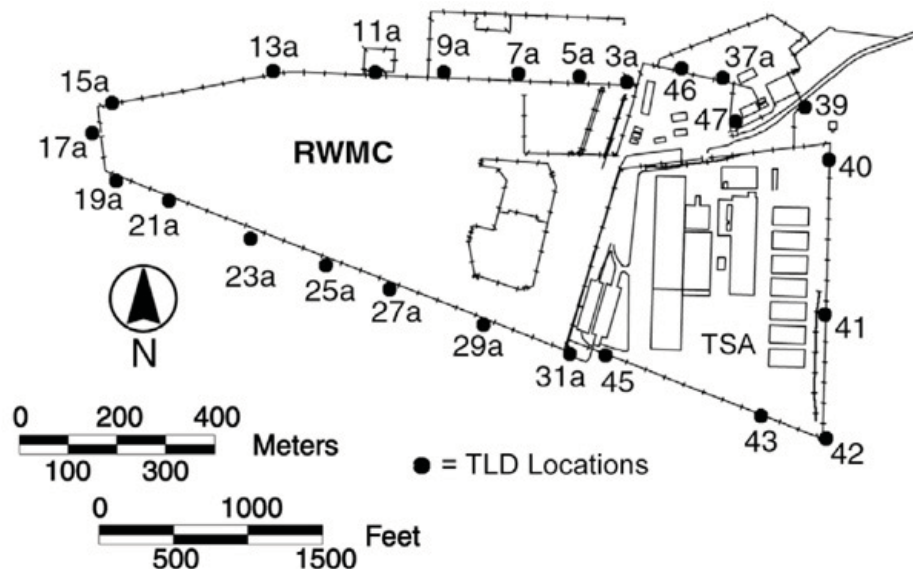 11a
13a
9a
7a
5a
3a
37a
46
15a
39
47
17a
RWMC
40
19a
21a
23a
25a
27a
N
41
29a
TSA
31a
45
0 200 400
Meters
100 300
43
42
● = TLD Locations
0 1000
Feet
500 1500